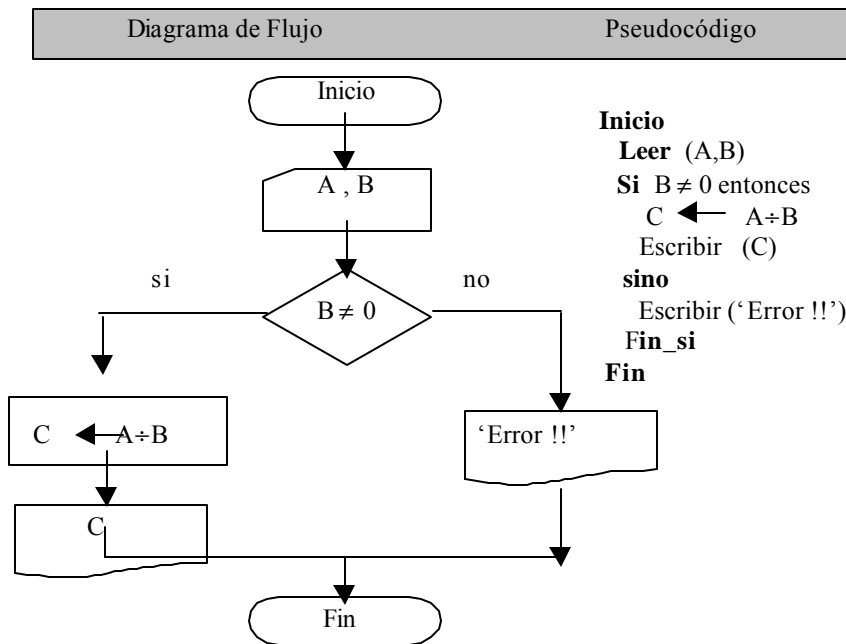 Diagrama de Flujo
Pseudocódigo
Inicio
A , B
si
no
B ≠ 0
C A÷B
‘Error !!’
C
Fin
Inicio
Leer (A,B)
Si B ≠ 0 entonces
C A÷B
Escribir (C)
sino
Escribir (‘Error !!’)
Fin_si
Fin